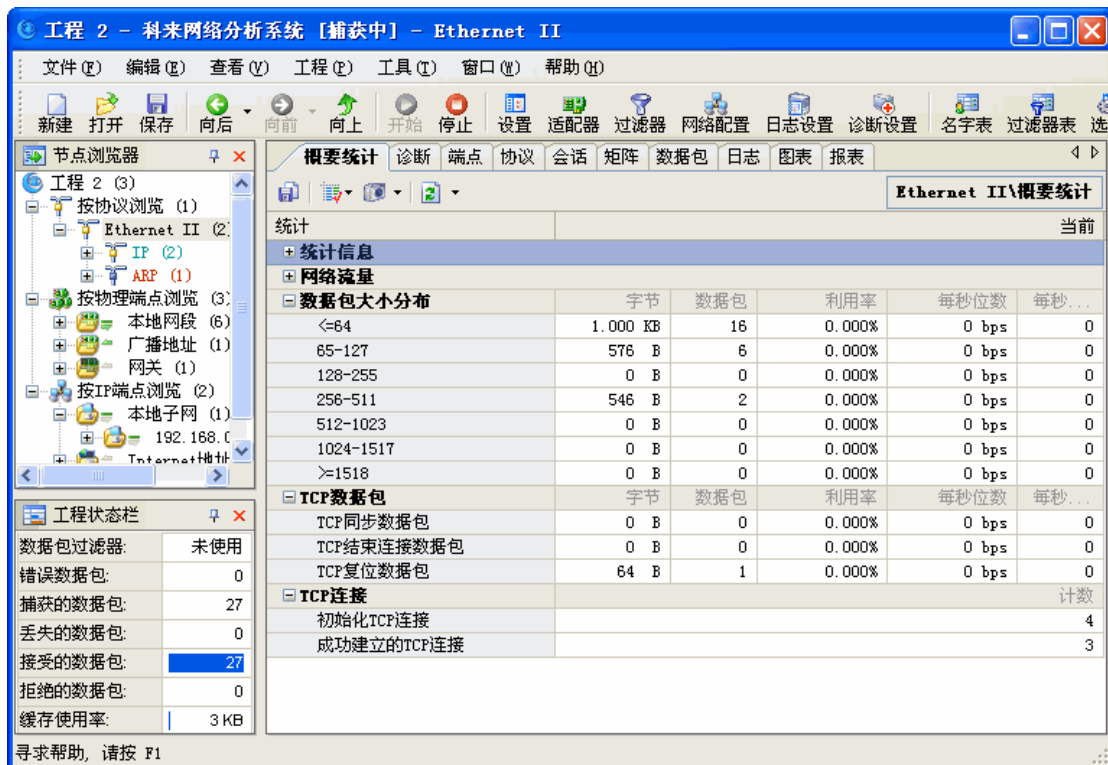 工程 2 - 科来网络分析系统 [捕获中] - Ethernet II
文件(F) 编辑(E) 查看(V) 工程(P) 工具(T) 窗口(W) 帮助(H)
新建 打开 保存 向后 向前 向上 开始 停止 设置 适配器 过滤器 网络配置 日志设置 诊断设置 名字表 过滤器表 选
节点浏览器
工程 2 (3)
按协议浏览 (1)
Ethernet II (2)
IP (2)
ARP (1)
按物理端点浏览 (3)
本地网段 (6)
广播地址 (1)
网关 (1)
按IP端点浏览 (2)
本地子网 (1)
192.168.0
Internet地址
工程状态栏
数据包过滤器: 未使用
错误数据包: 0
捕获的数据包: 27
丢失的数据包: 0
接受的数据包: 27
拒绝的数据包: 0
缓存使用率: 3 KB
概要统计 诊断 端点 协议 会话 矩阵 数据包 日志 图表 报表
Ethernet II\概要统计
统计 当前
统计信息
网络流量
数据包大小分布 字节 数据包 利用率 每秒位数 每秒...
<=64 1.000 KB 16 0.000% 0 bps 0
65-127 576 B 6 0.000% 0 bps 0
128-255 0 B 0 0.000% 0 bps 0
256-511 546 B 2 0.000% 0 bps 0
512-1023 0 B 0 0.000% 0 bps 0
1024-1517 0 B 0 0.000% 0 bps 0
>=1518 0 B 0 0.000% 0 bps 0
TCP数据包 字节 数据包 利用率 每秒位数 每秒...
TCP同步数据包 0 B 0 0.000% 0 bps 0
TCP结束连接数据包 0 B 0 0.000% 0 bps 0
TCP复位数据包 64 B 1 0.000% 0 bps 0
TCP连接 计数
初始化TCP连接 4
成功建立的TCP连接 3
寻求帮助, 请按 F1